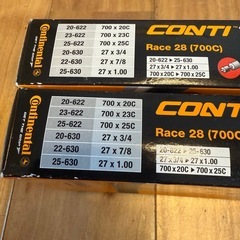 Continental
20-622 700 x 20C
23-622 700 x 23C
25-622 700 x 25C
20-630 27 x 3/4
22-630 27 x 7/8
25-630 27 x 1.00
CONTI
Race 28 (700C)
20-622 → 25-630
27 x 3/4 → 27 x 1.00
700 x 20C → 700 x 25C
Continental
20-622 700 x 20C
23-622 700 x 23C
25-622 700 x 25C
20-630 27 x 3/4
22-630 27 x 7/8
25-630 27 x 1.00
CONTI
Race 28 (700C
20-622 → 25-630
27 x 3/4 → 27 x 1.00
700 x 20C → 700 x 25C